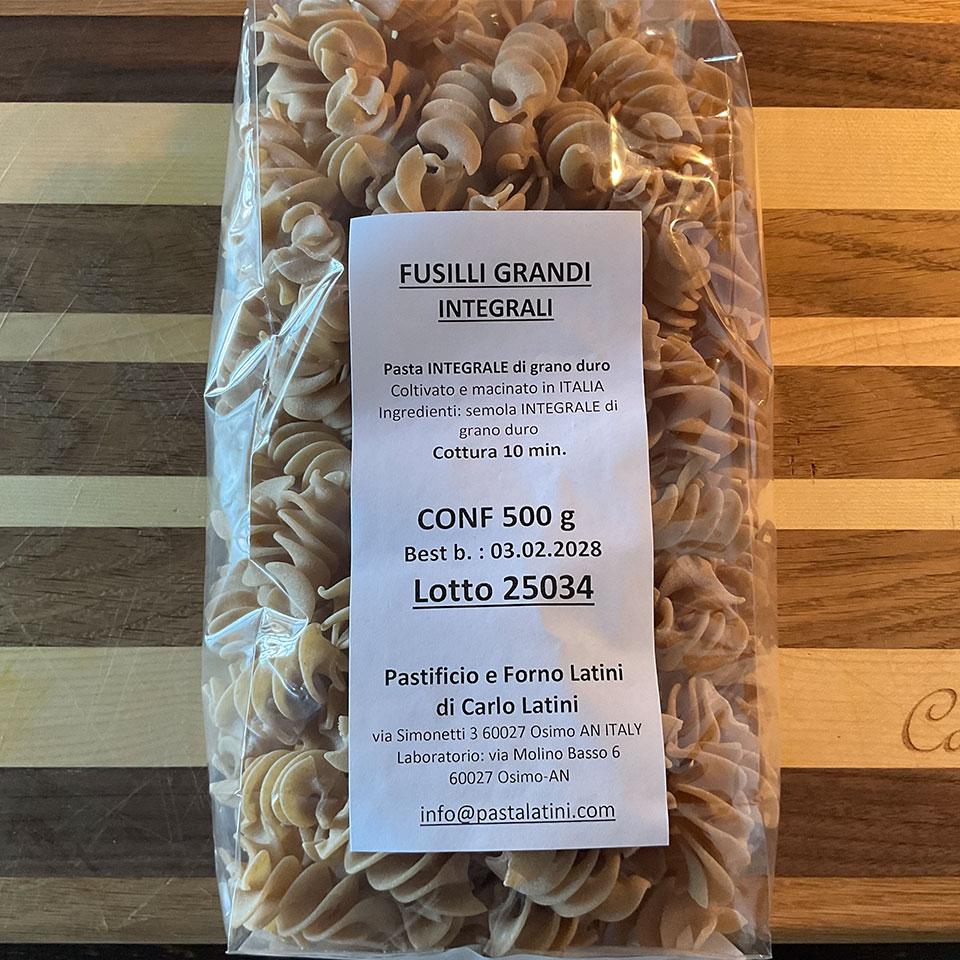 FUSILLI GRANDI
INTEGRALI
Pasta INTEGRALE di grano duro
Coltivato e macinato in ITALIA
Ingredienti: semola INTEGRALE di
grano duro
Cottura 10 min.
CONF 500 g
Best b. : 03.02.2028
Lotto 25034
Pastificio e Forno Latini
di Carlo Latini
via Simonetti 3 60027 Osimo AN ITALY
Laboratorio: via Molino Basso 6
60027 Osimo-AN
info@pastalatini.com